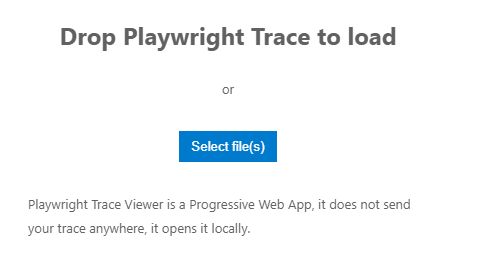 Drop Playwright Trace to load
or
Select file(s)
Playwright Trace Viewer is a Progressive Web App, it does not send
your trace anywhere, it opens it locally.